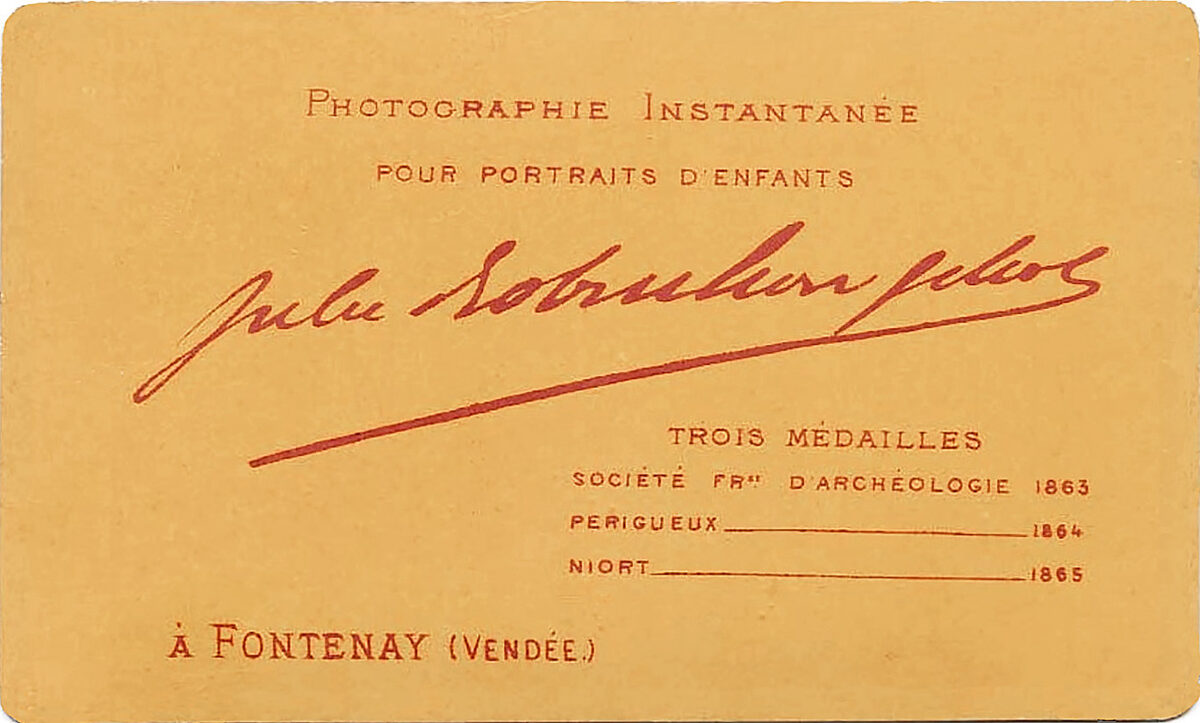 PHOTOGRAPHIE INSTANTANÉE
POUR PORTRAITS D'ENFANTS
Jules Robuchon
TROIS MÉDAILLES
SOCIÉTÉ FRSE D'ARCHÉOLOGIE 1863
PERIGUEUX 1864
NIORT 1865
À FONTENAY (VENDÉE.)